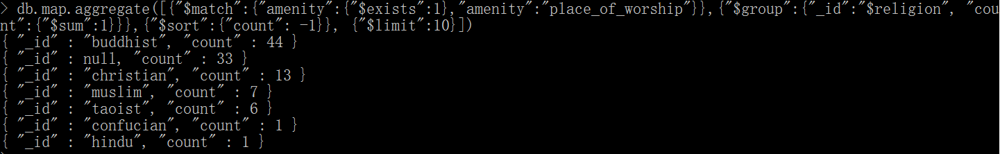 > db.map.aggregate([{"$match":{"amenity":{"$exists":1},"amenity":"place_of_worship"}},{"$group":{"_id":"$religion", "cou
nt":{"$sum":1}}},{"$sort":{"count": -1}}, {"$limit":10}])
{ "_id" : "buddhist", "count" : 44 }
{ "_id" : null, "count" : 33 }
{ "_id" : "christian", "count" : 13 }
{ "_id" : "muslim", "count" : 7 }
{ "_id" : "taoist", "count" : 6 }
{ "_id" : "confucian", "count" : 1 }
{ "_id" : "hindu", "count" : 1 }